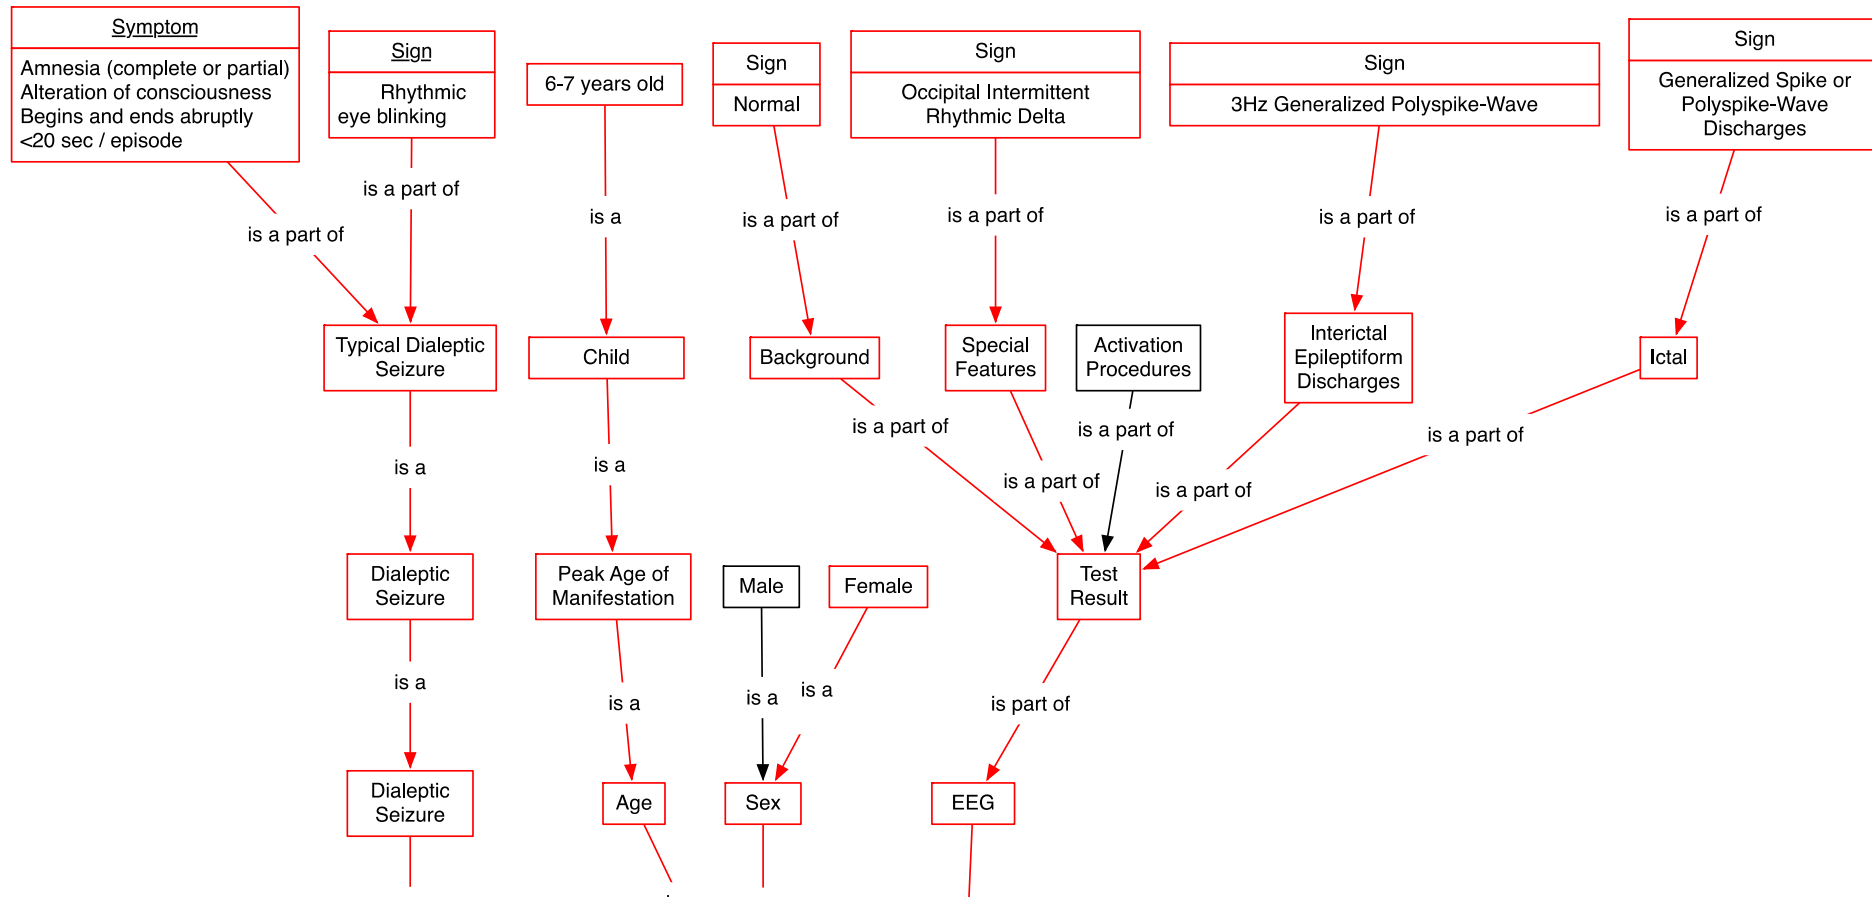 Symptom
Amnesia (complete or partial)
Alteration of consciousness
Begins and ends abruptly
<20 sec / episode
Sign
Rhythmic
eye blinking
6-7 years old
Sign
Normal
Sign
Occipital Intermittent
Rhythmic Delta
Sign
3Hz Generalized Polyspike-Wave
Sign
Generalized Spike or
Polyspike-Wave
Discharges
is a part of
is a part of
is a
is a part of
is a part of
is a part of
is a part of
Typical Dialeptic
Seizure
Child
Background
Special
Features
Activation
Procedures
Interictal
Epileptiform
Discharges
Ictal
is a
is a
is a part of
is a part of
is a part of
is a part of
is a part of
Dialeptic
Seizure
Peak Age of
Manifestation
Male
Female
Test
Result
is a
is a
is a
is a
is part of
Dialeptic
Seizure
Age
Sex
EEG